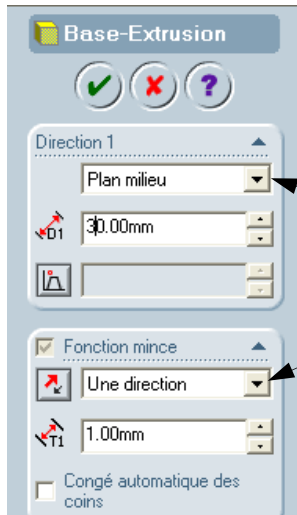 Base-Extrusion
?
Direction 1
Plan milieu
D1 30.00mm
Fonction mince
Une direction
T1 1.00mm
Congé automatique des
coins